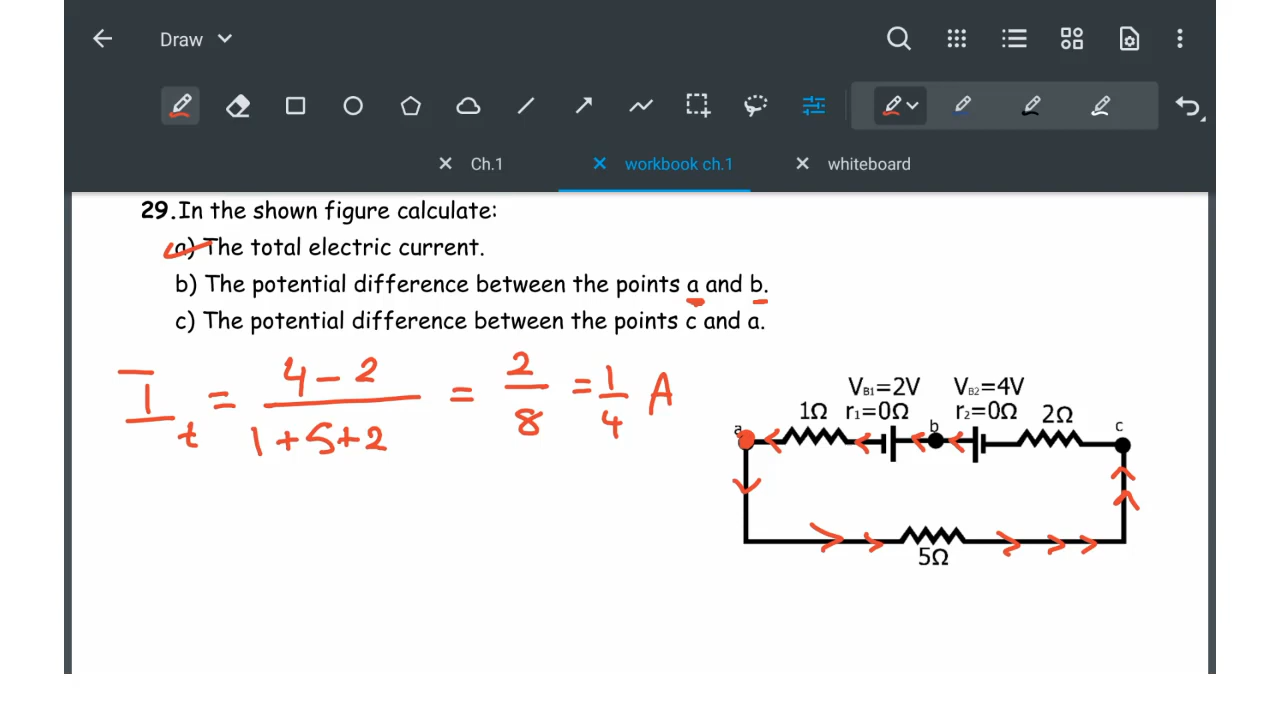 Draw
Ch.1
workbook ch.1
whiteboard
29.In the shown figure calculate:
a) The total electric current.
b) The potential difference between the points a and b.
c) The potential difference between the points c and a.
I t = 4 - 2 / 1 + 5 + 2 = 2 / 8 = 1 / 4 A
VB1=2V VB2=4V
1Ω r1=0Ω r2=0Ω 2Ω
a b c
5Ω